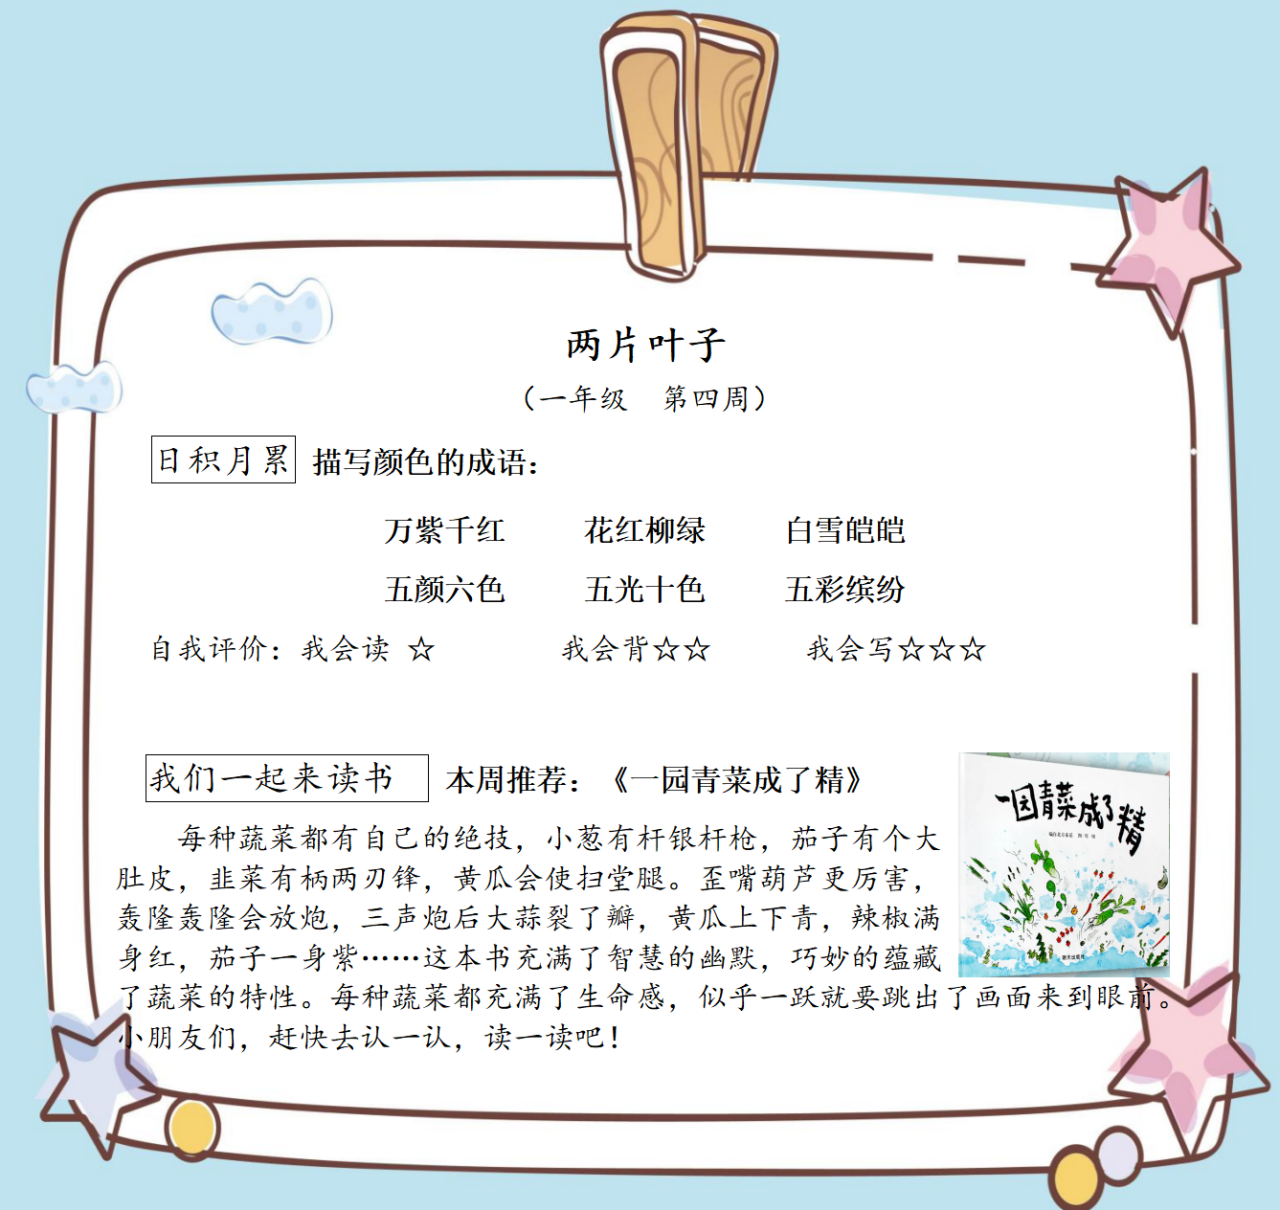 两片叶子
（一年级 第四周）
日积月累 描写颜色的成语：
万紫千红 花红柳绿 白雪皑皑
五颜六色 五光十色 五彩缤纷
自我评价：我会读 ☆ 我会背☆☆ 我会写☆☆☆
我们一起来读书 本周推荐：《一园青菜成了精》
一园青菜成了精
每种蔬菜都有自己的绝技，小葱有杆银杆枪，茄子有个大
肚皮，韭菜有柄两刃锋，黄瓜会使扫堂腿。歪嘴葫芦更厉害，
轰隆轰隆会放炮，三声炮后大蒜裂了瓣，黄瓜上下青，辣椒满
身红，茄子一身紫……这本书充满了智慧的幽默，巧妙的蕴藏
了蔬菜的特性。每种蔬菜都充满了生命感，似乎一跃就要跳出了画面来到眼前。
小朋友们，赶快去认一认，读一读吧！